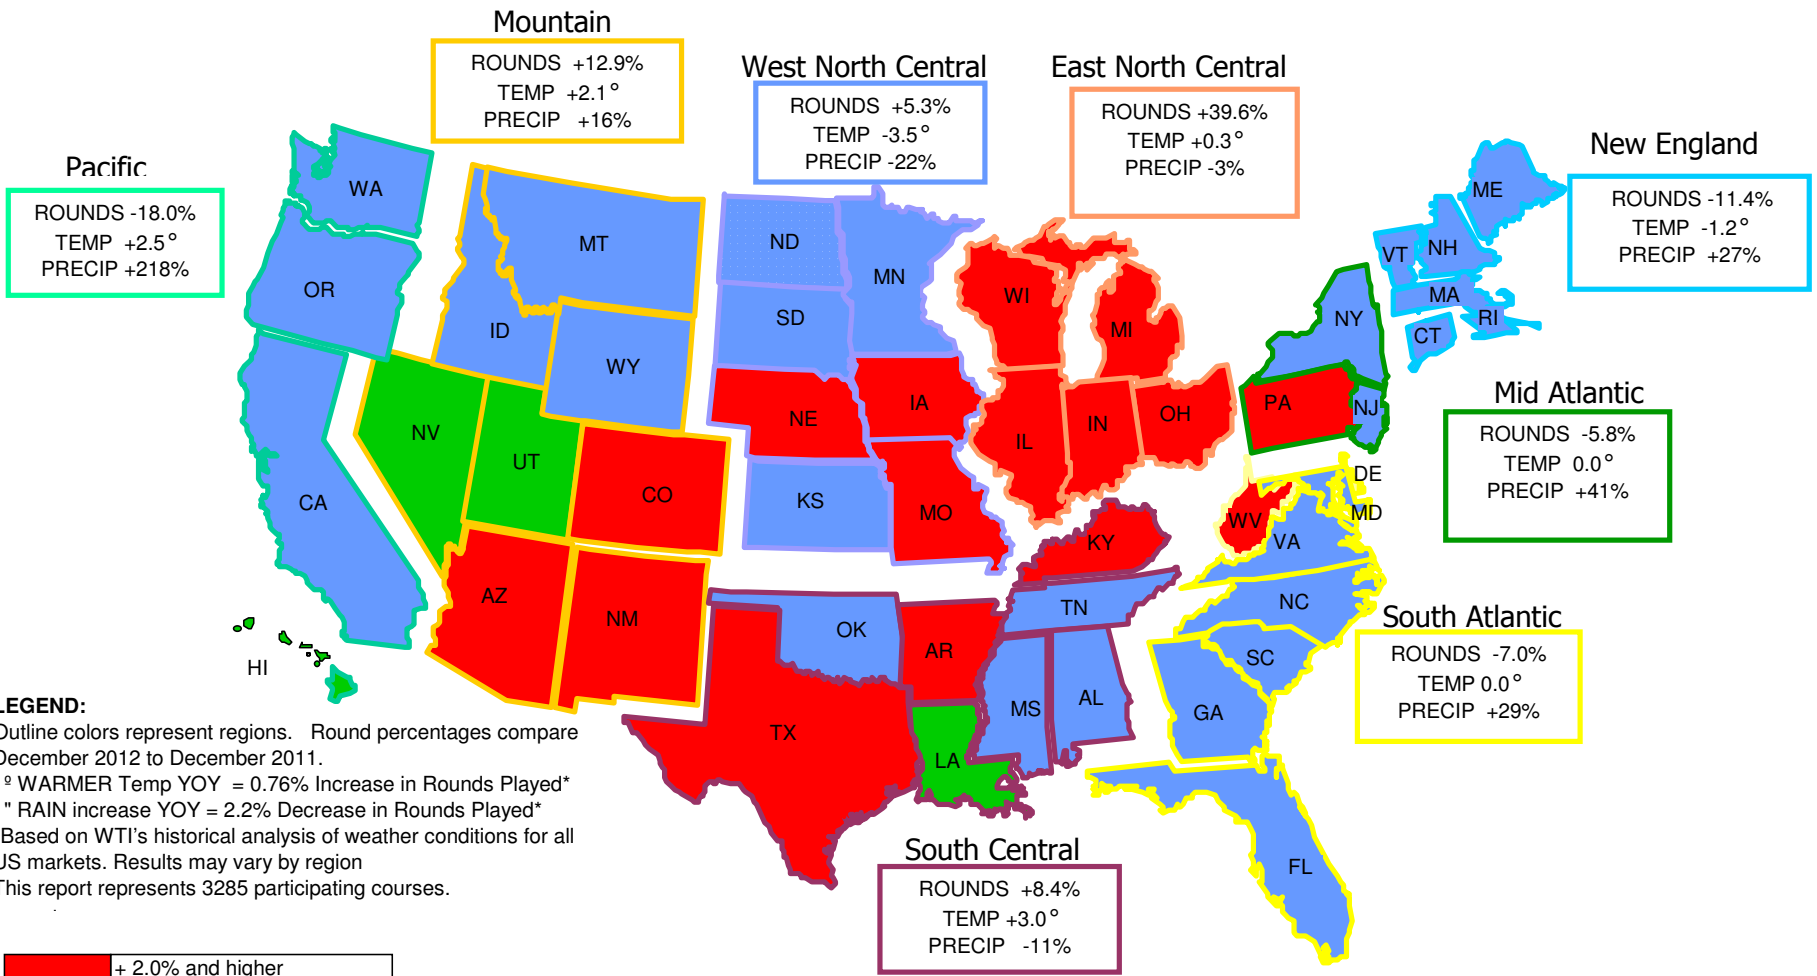 Mountain
ROUNDS +12.9%
TEMP +2.1°
PRECIP +16%
West North Central
ROUNDS +5.3%
TEMP -3.5°
PRECIP -22%
East North Central
ROUNDS +39.6%
TEMP +0.3°
PRECIP -3%
New England
ROUNDS -11.4%
TEMP -1.2°
PRECIP +27%
Pacific
ROUNDS -18.0%
TEMP +2.5°
PRECIP +218%
Mid Atlantic
ROUNDS -5.8%
TEMP 0.0°
PRECIP +41%
South Atlantic
ROUNDS -7.0%
TEMP 0.0°
PRECIP +29%
South Central
ROUNDS +8.4%
TEMP +3.0°
PRECIP -11%
WA
OR
CA
HI
MT
ID
WY
NV
UT
CO
AZ
NM
ND
SD
MN
NE
IA
KS
MO
WI
MI
IL
IN
OH
KY
TN
OK
AR
TX
LA
MS
AL
ME
VT
NH
MA
RI
CT
NY
PA
NJ
DE
MD
WV
VA
NC
SC
GA
FL
LEGEND:
Outline colors represent regions. Round percentages compare
December 2012 to December 2011.
º WARMER Temp YOY = 0.76% Increase in Rounds Played*
" RAIN increase YOY = 2.2% Decrease in Rounds Played*
Based on WTI's historical analysis of weather conditions for all
US markets. Results may vary by region
This report represents 3285 participating courses.
+ 2.0% and higher